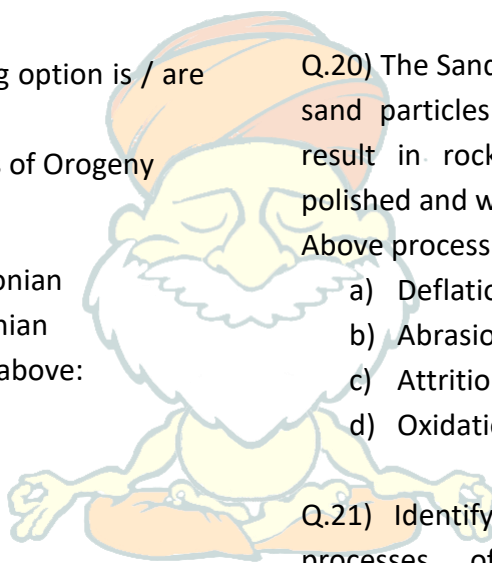 g option is / are
s of Orogeny
onian
nian
above:
Q.20) The Sand
sand particles
result in rock
polished and w
Above process
a) Deflatio
b) Abrasio
c) Attritio
d) Oxidatio
Q.21) Identify
processes of